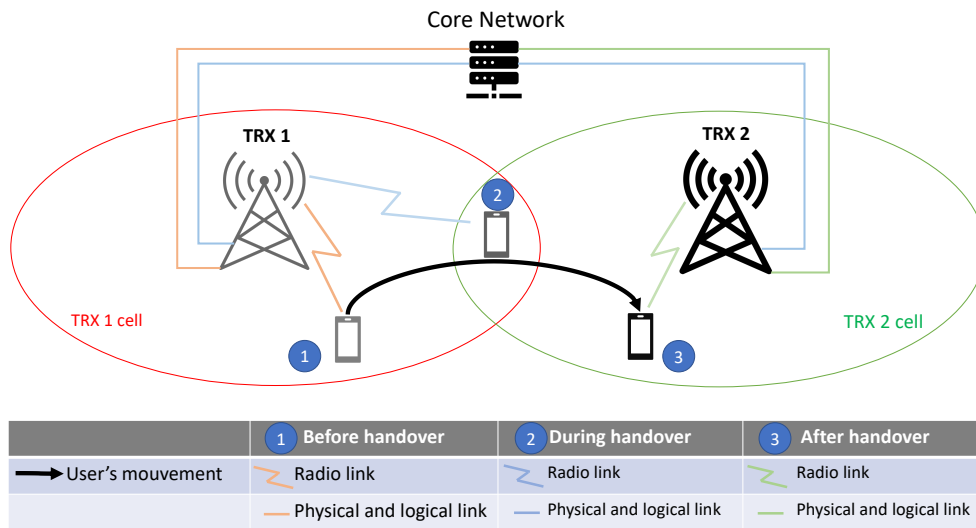 Core Network
TRX 1
TRX 2
2
TRX 1 cell
TRX 2 cell
1
3
1 Before handover
2 During handover
3 After handover
User's mouvement
Radio link
Radio link
Radio link
Physical and logical link
Physical and logical link
Physical and logical link